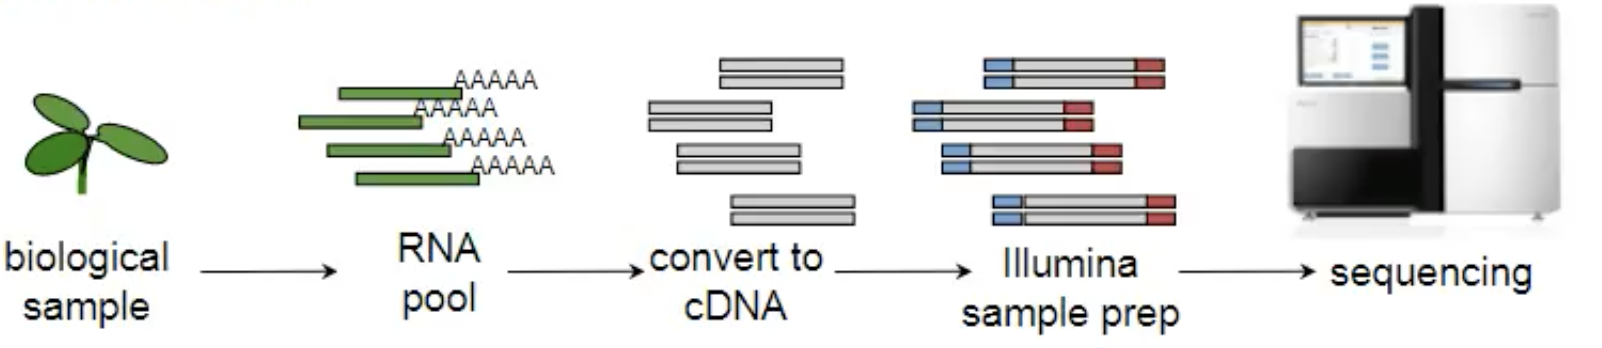 AAAAA
AAAAA
AAAAA
AAAAA
biological
sample
RNA
pool
convert to
cDNA
Illumina
sample prep
sequencing